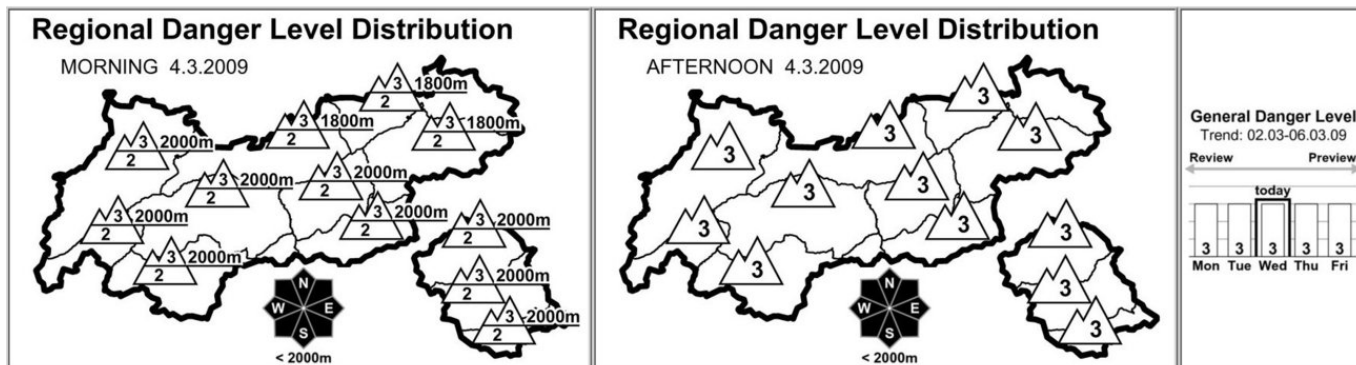 Regional Danger Level Distribution
MORNING 4.3.2009
3 1800m
2
3 1800m
2
3 1800m
2
3 2000m
2
3 2000m
2
3 2000m
2
3 2000m
2
3 2000m
2
3 2000m
2
3 2000m
2
3 2000m
2
3 2000m
2
N
W E
S
< 2000m
Regional Danger Level Distribution
AFTERNOON 4.3.2009
3
3
3
3
3
3
3
3
3
3
3
3
N
W E
S
< 2000m
General Danger Level
Trend: 02.03-06.03.09
Review Preview
today
3 3 3 3 3
Mon Tue Wed Thu Fri